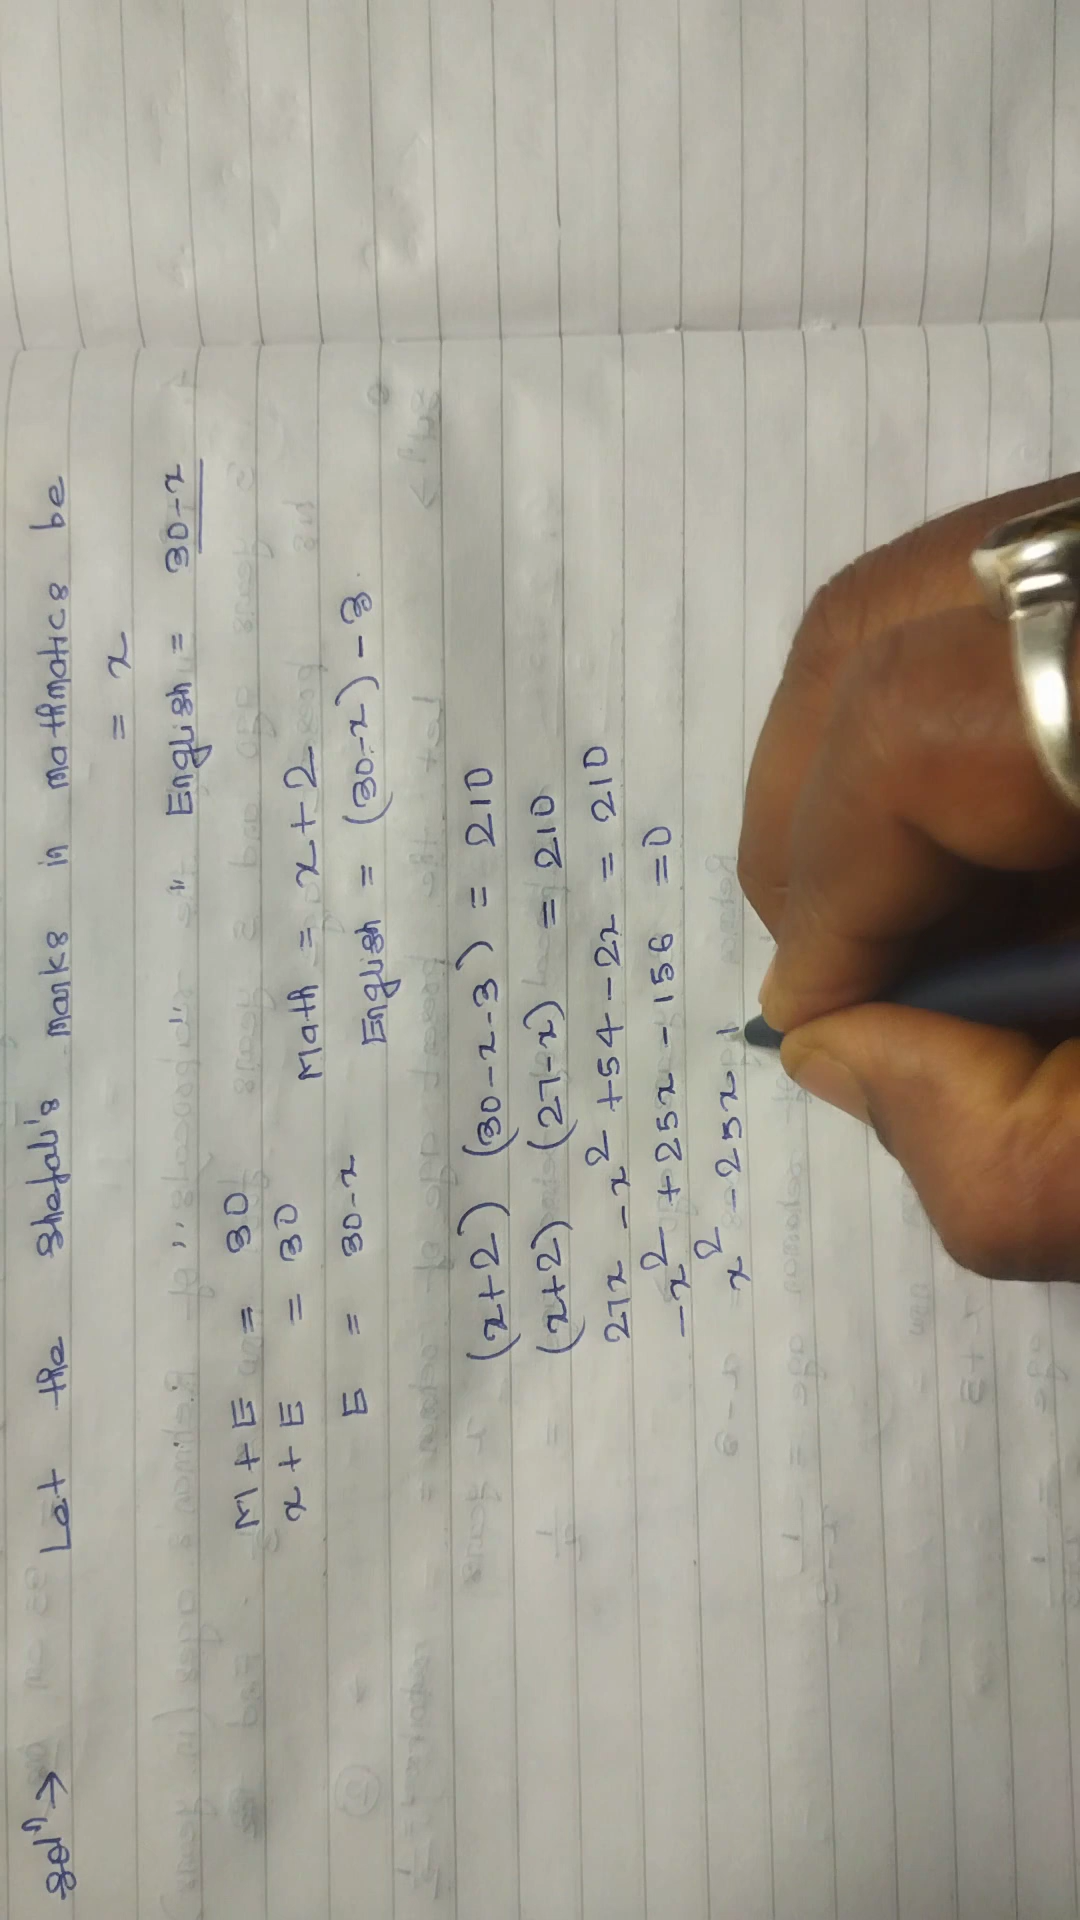 Solⁿ → Let the Shefali's marks in mathmatics be
= x
" " " English = 30-x
M + E = 30
x + E = 30
E = 30-x
Math = x+2
English = (30-x) - 3
(x+2) (30-x-3) = 210
(x+2) (27-x) = 210
27x - x² + 54 - 2x = 210
-x² + 25x - 156 = 0
x² - 25x